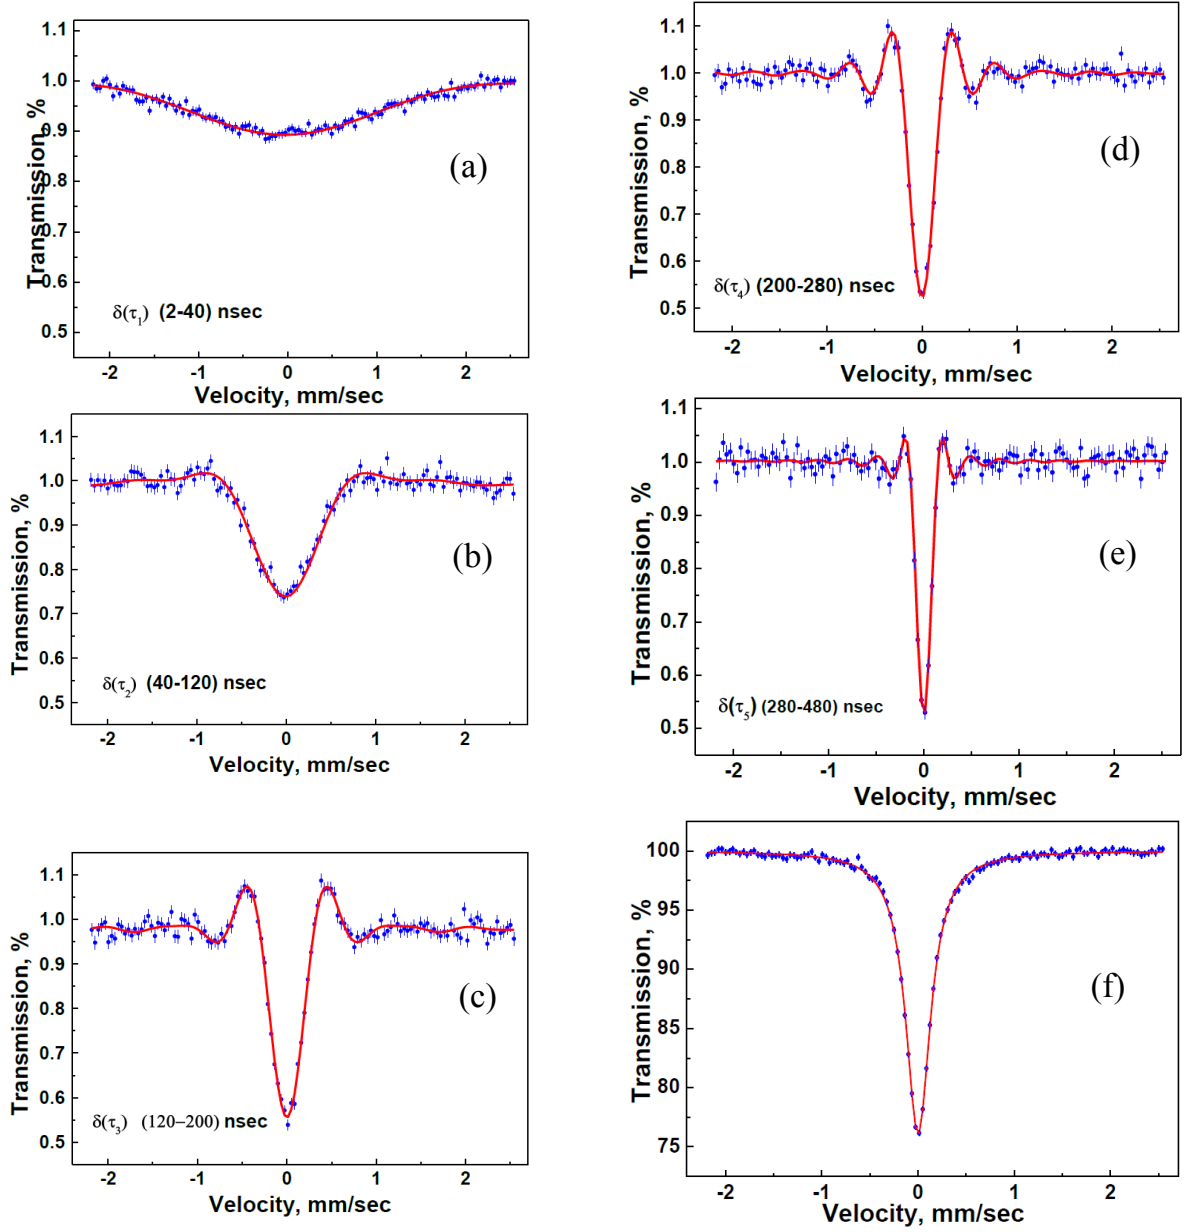 1.1
1.0
0.9
0.8
0.7
0.6
0.5
Transmission, %
(a)
δ(τ1) (2-40) nsec
-2 -1 0 1 2
Velocity, mm/sec
1.1
1.0
0.9
0.8
0.7
0.6
0.5
Transmission, %
(b)
δ(τ2) (40-120) nsec
-2 -1 0 1 2
Velocity, mm/sec
1.1
1.0
0.9
0.8
0.7
0.6
0.5
Transmission, %
(c)
δ(τ3) (120–200) nsec
-2 -1 0 1 2
Velocity, mm/sec
1.1
1.0
0.9
0.8
0.7
0.6
0.5
Transmission, %
(d)
δ(τ4) (200-280) nsec
-2 -1 0 1 2
Velocity, mm/sec
1.1
1.0
0.9
0.8
0.7
0.6
0.5
Transmission, %
(e)
δ(τ5) (280-480) nsec
-2 -1 0 1 2
Velocity, mm/sec
100
95
90
85
80
75
Transmission, %
(f)
-2 -1 0 1 2
Velocity, mm/sec